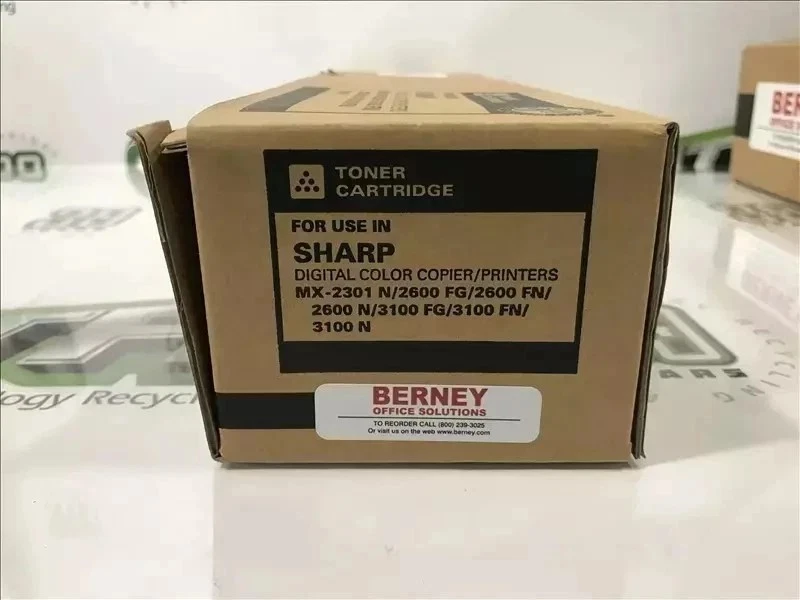 TONER
CARTRIDGE
FOR USE IN
SHARP
DIGITAL COLOR COPIER/PRINTERS
MX-2301 N/2600 FG/2600 FN/
2600 N/3100 FG/3100 FN/
3100 N
BERNEY
OFFICE SOLUTIONS
TO REORDER CALL (800) 239-3025
Or visit us on the web www.berney.com
BERNEY
OFFICE